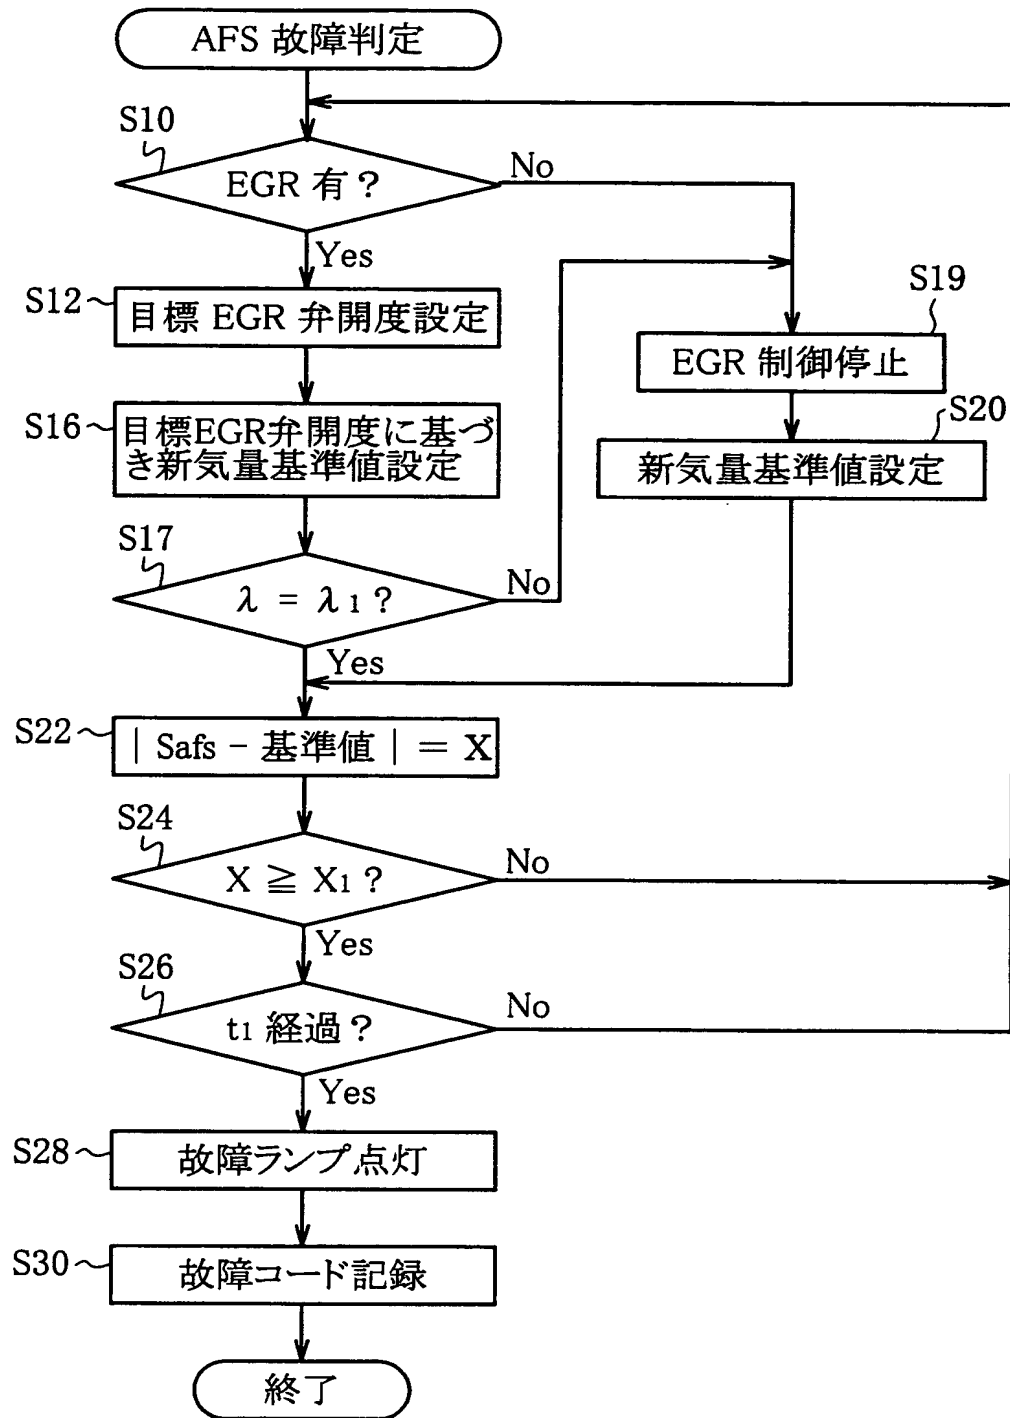 AFS 故障判定
S10
EGR 有？
No
Yes
S12
目標 EGR 弁開度設定
S19
EGR 制御停止
S16
目標EGR弁開度に基づ
き新気量基準値設定
S20
新気量基準値設定
S17
λ = λ1？
No
Yes
S22
| Safs - 基準値 | = X
S24
X ≧ X1？
No
Yes
S26
t1 経過？
No
Yes
S28
故障ランプ点灯
S30
故障コード記録
終了